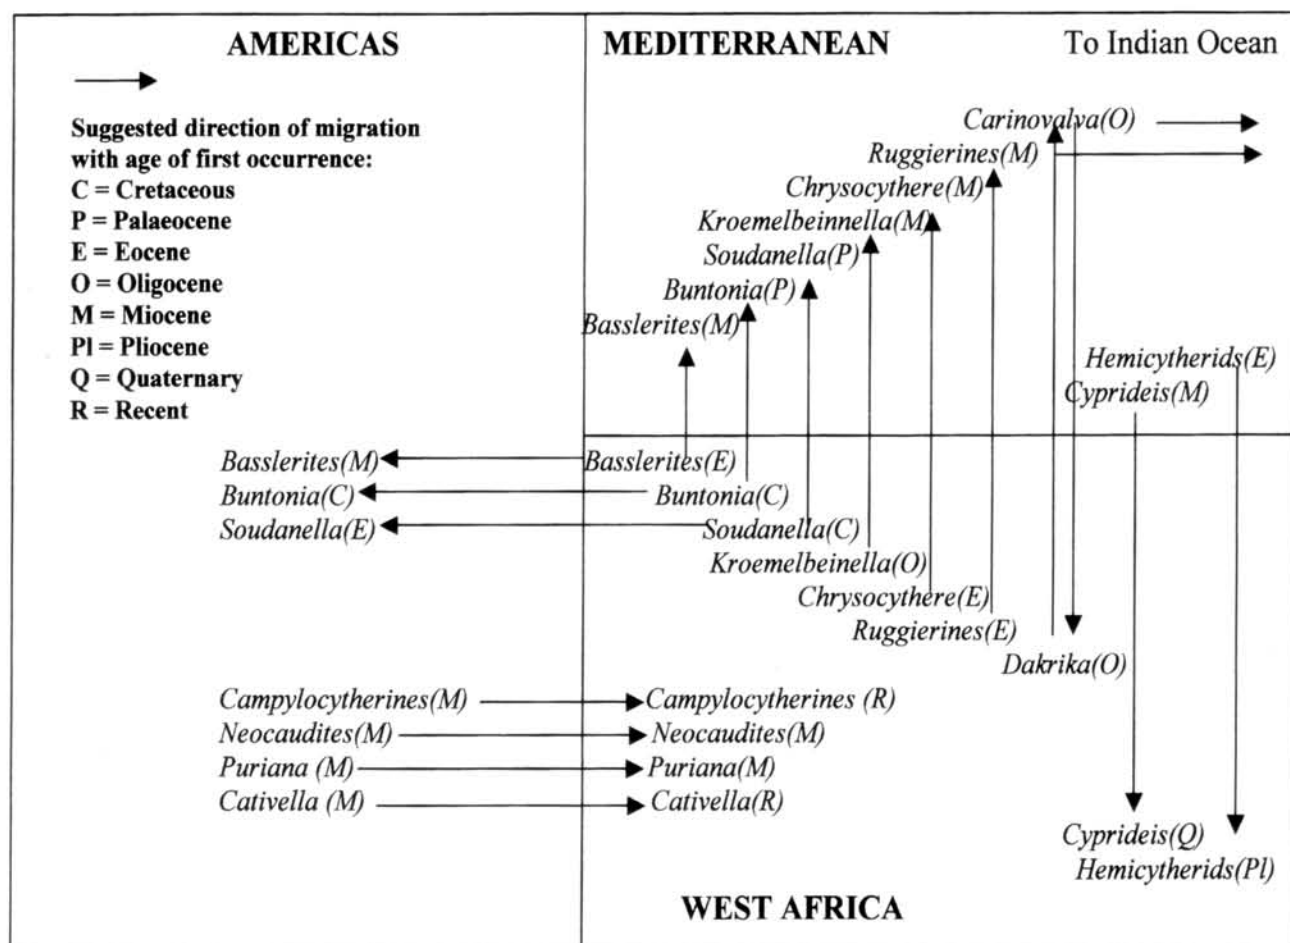 AMERICAS
MEDITERRANEAN
To Indian Ocean
Suggested direction of migration
with age of first occurrence:
C = Cretaceous
P = Palaeocene
E = Eocene
O = Oligocene
M = Miocene
Pl = Pliocene
Q = Quaternary
R = Recent
Carinovalva(O)
Ruggierines(M)
Chrysocythere(M)
Kroemelbeinnella(M)
Soudanella(P)
Buntonia(P)
Basslerites(M)
Hemicytherids(E)
Cyprideis(M)
Basslerites(M)
Basslerites(E)
Buntonia(C)
Buntonia(C)
Soudanella(E)
Soudanella(C)
Kroemelbeinella(O)
Chrysocythere(E)
Ruggierines(E)
Dakrika(O)
Campylocytherines(M)
Campylocytherines (R)
Neocaudites(M)
Neocaudites(M)
Puriana (M)
Puriana(M)
Cativella (M)
Cativella(R)
Cyprideis(Q)
Hemicytherids(Pl)
WEST AFRICA